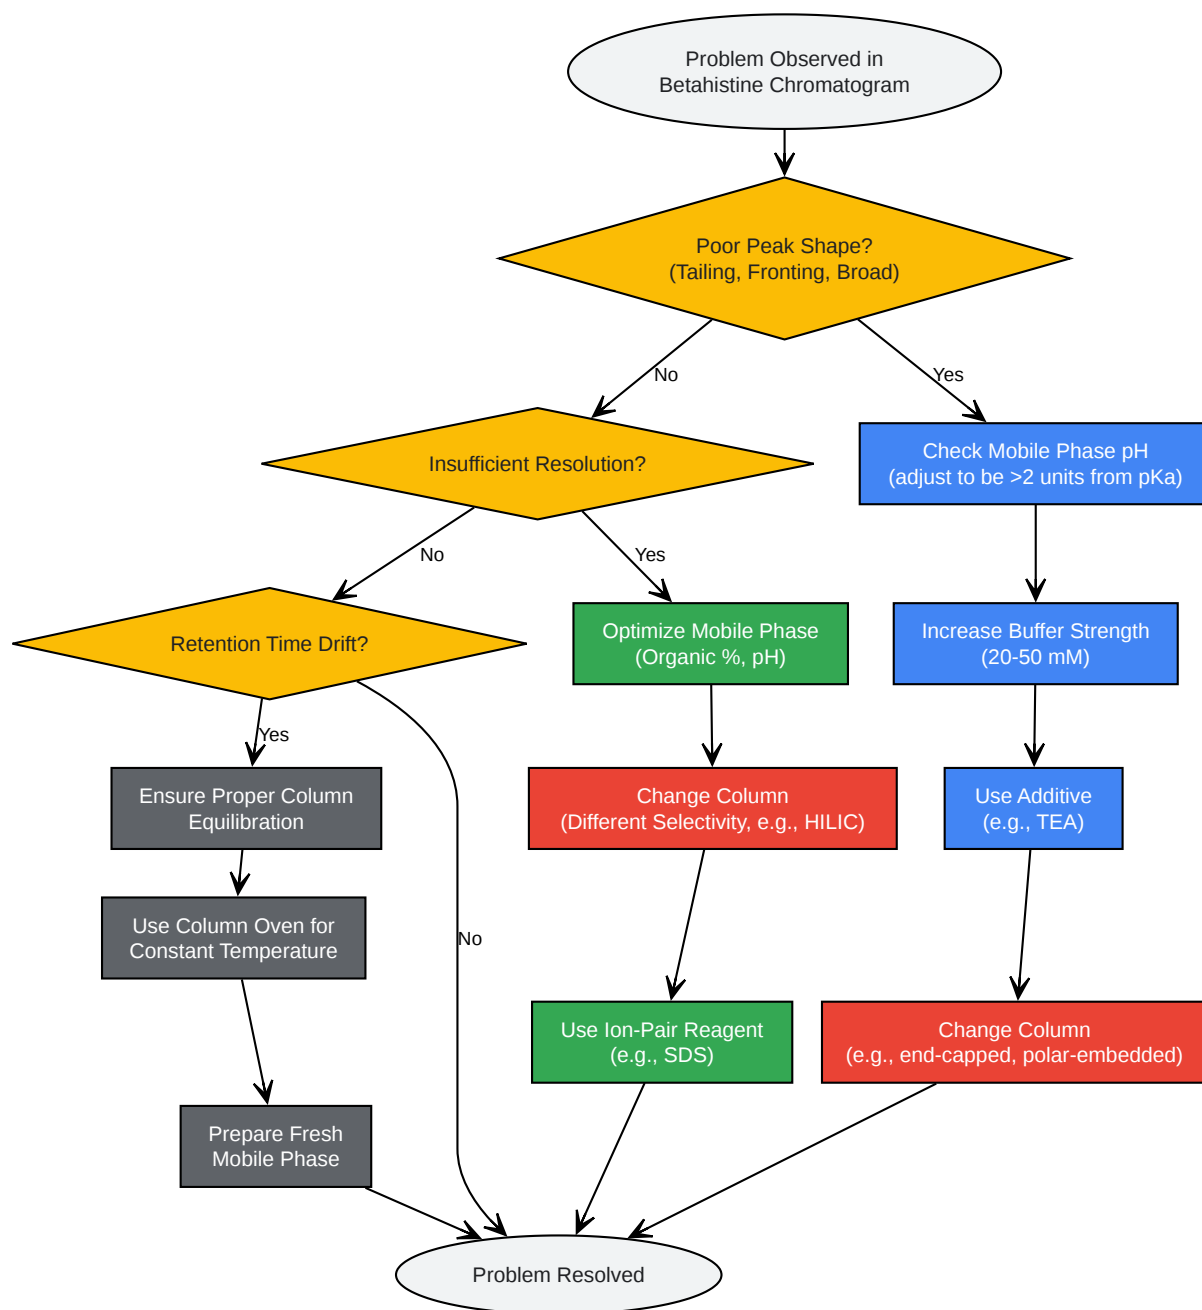 Problem Observed in
Betahistine Chromatogram
Poor Peak Shape?
(Tailing, Fronting, Broad)
No
Yes
Insufficient Resolution?
Check Mobile Phase pH
(adjust to be >2 units from pKa)
No
Yes
Retention Time Drift?
Optimize Mobile Phase
(Organic %, pH)
Increase Buffer Strength
(20-50 mM)
Yes
Ensure Proper Column
Equilibration
Change Column
(Different Selectivity, e.g., HILIC)
Use Additive
(e.g., TEA)
Use Column Oven for
Constant Temperature
No
Use Ion-Pair Reagent
(e.g., SDS)
Change Column
(e.g., end-capped, polar-embedded)
Prepare Fresh
Mobile Phase
Problem Resolved